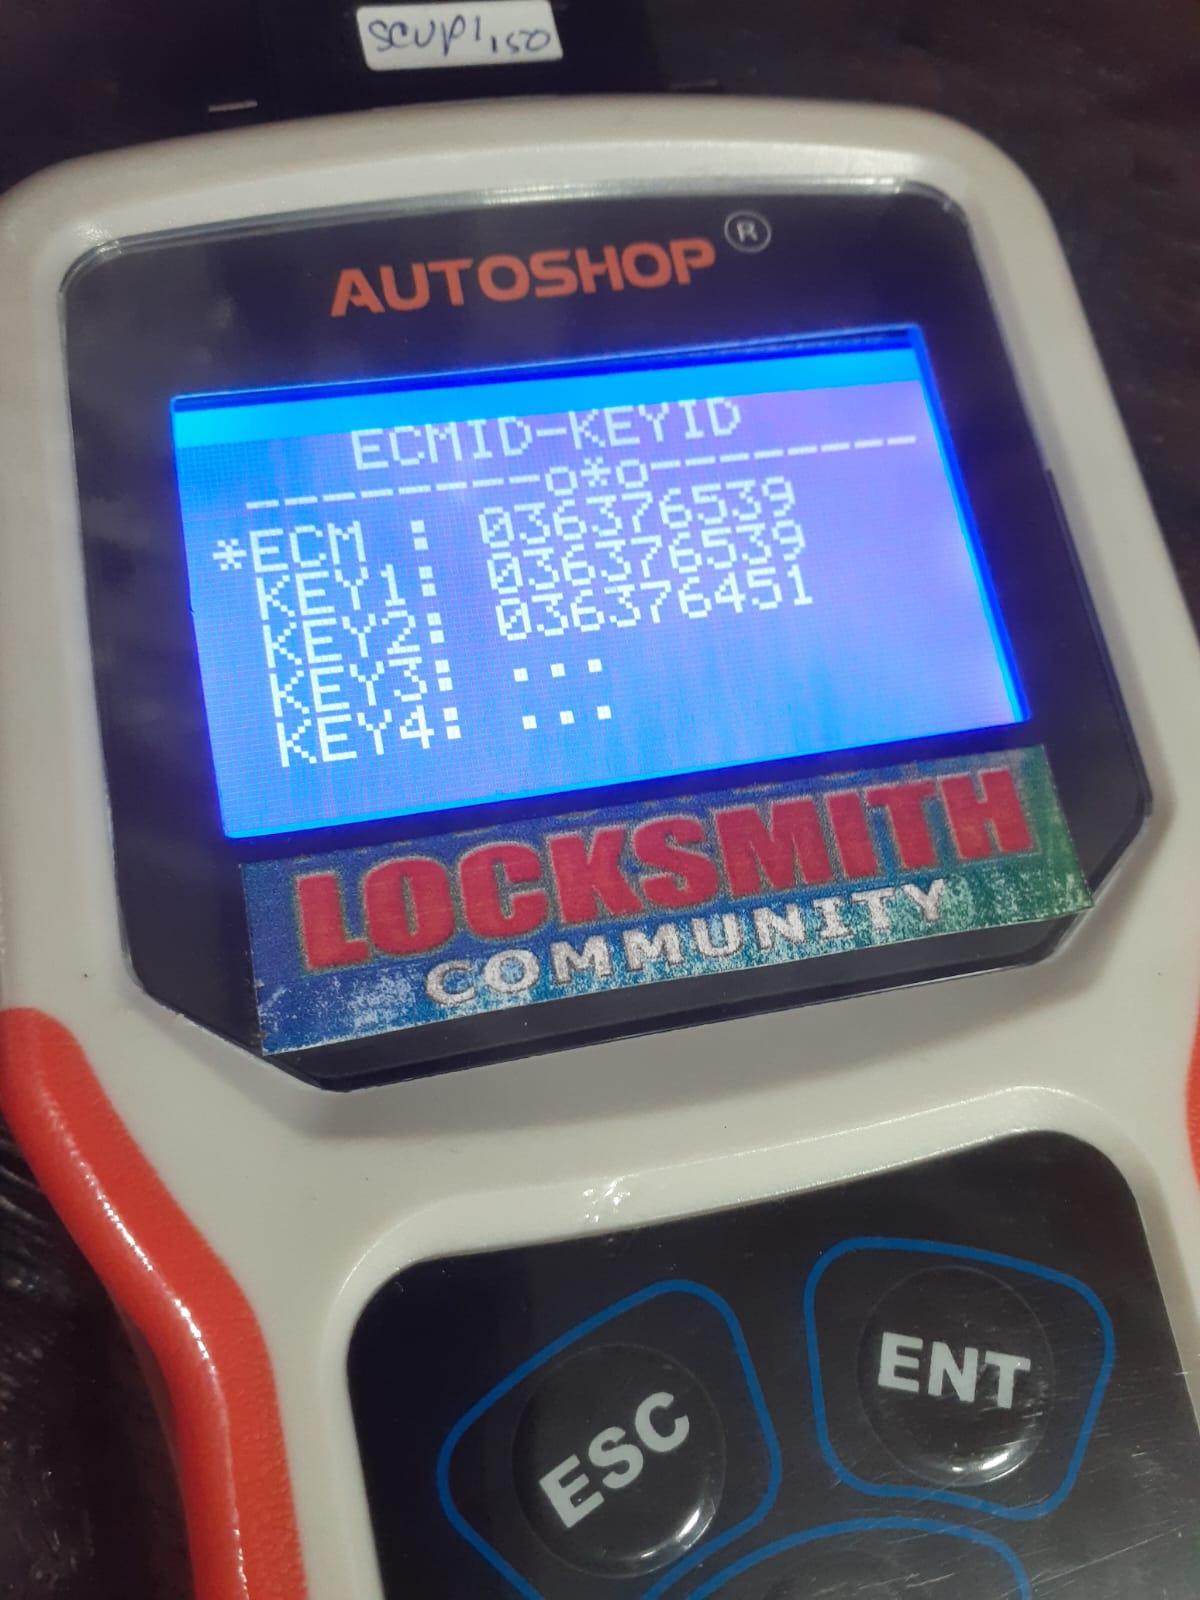 scupi 150
AUTOSHOP ®
ECMID-KEYID
--------o*o--------
*ECM : 036376539
KEY1: 036376539
KEY2: 036376451
KEY3: ...
KEY4: ...
LOCKSMITH
COMMUNITY
ESC
ENT